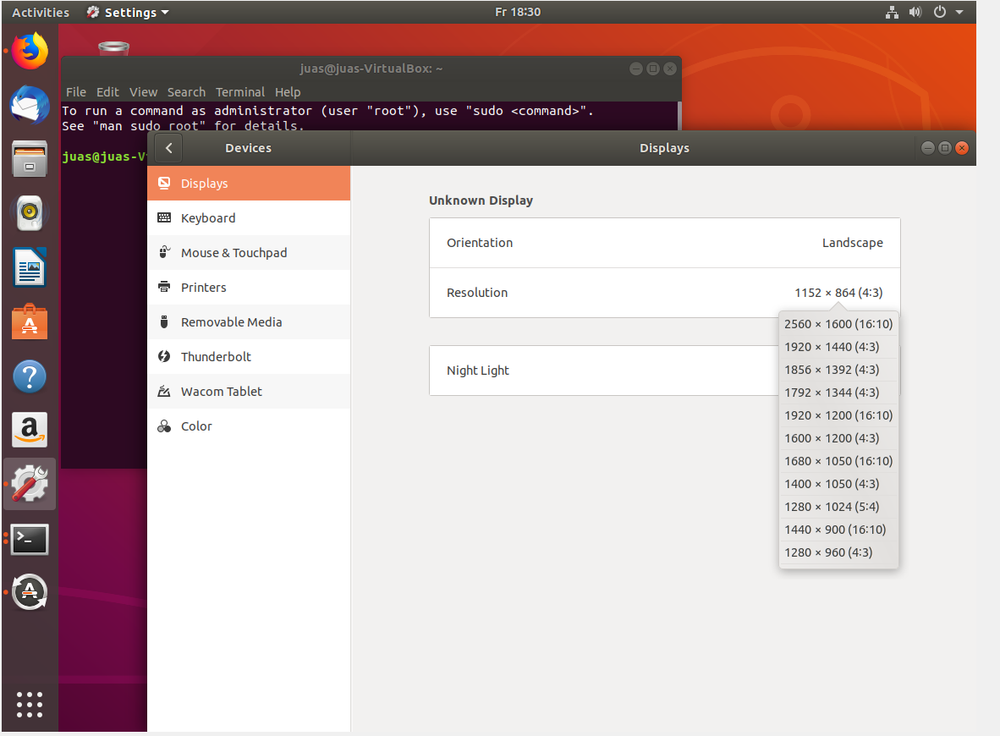 Activities Settings Fr 18:30
juas@juas-VirtualBox: ~
File Edit View Search Terminal Help
To run a command as administrator (user "root"), use "sudo <command>".
See "man sudo_root" for details.
juas@juas-V
Devices Displays
Displays
Keyboard
Mouse & Touchpad
Printers
Removable Media
Thunderbolt
Wacom Tablet
Color
Unknown Display
Orientation Landscape
Resolution 1152 × 864 (4:3)
Night Light
2560 × 1600 (16:10)
1920 × 1440 (4:3)
1856 × 1392 (4:3)
1792 × 1344 (4:3)
1920 × 1200 (16:10)
1600 × 1200 (4:3)
1680 × 1050 (16:10)
1400 × 1050 (4:3)
1280 × 1024 (5:4)
1440 × 900 (16:10)
1280 × 960 (4:3)